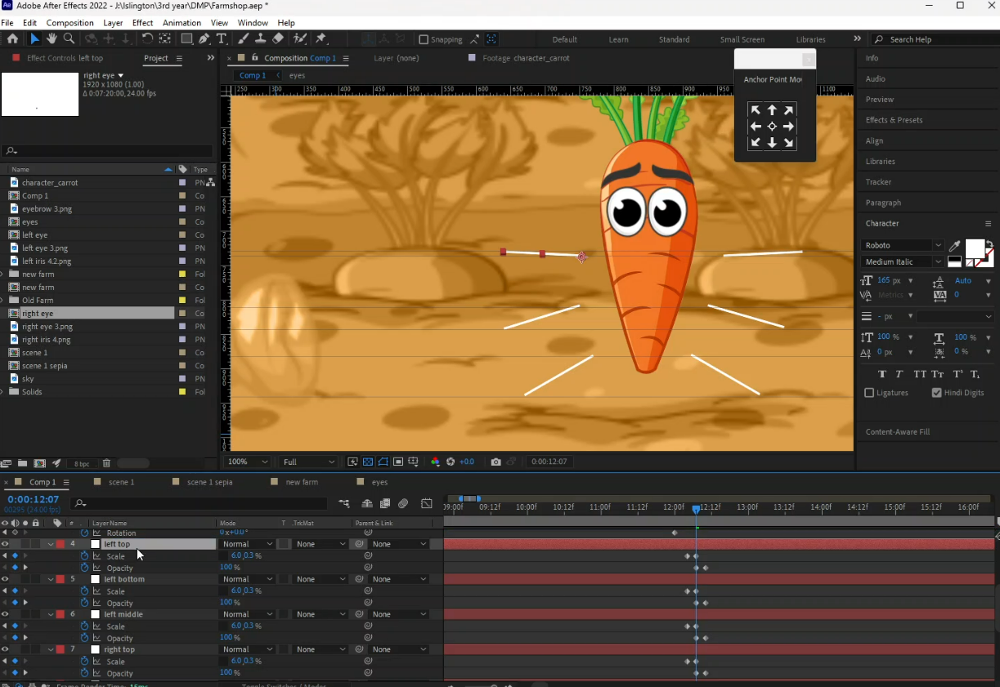 Ae Adobe After Effects 2022 - J:\Islington\3rd year\DMP\Farmshop.aep *
File Edit Composition Layer Effect Animation View Window Help
Snapping Default Learn Standard Small Screen Libraries Search Help
Effect Controls left top Project Composition Comp 1 Layer (none) Footage character_carrot
Comp 1 eyes
right eye
1920 x 1080 (1.00)
Δ 0:07:20:00, 24.00 fps
250 300 350 400 450 500 550 600 650 700 750 800 850 900 950 1100
Anchor Point Mov
Info
Audio
Preview
Effects & Presets
Align
Libraries
Tracker
Paragraph
Character
Roboto
Medium Italic
165 px Auto
Metrics 0
- px
100 % 100 %
0 px 0 %
T T TT Tт T¹ T₁
Ligatures Hindi Digits
Content-Aware Fill
Name Type
character_carrot PN
Comp 1 Co
eyebrow 3.png PN
eyes Co
left eye Co
left eye 3.png PN
left iris 4.2.png PN
new farm Fol
new farm Co
Old Farm Fol
right eye Co
right eye 3.png PN
right iris 4.png PN
scene 1 Co
scene 1 sepia Co
sky PN
Solids Fol
8 bpc
100% Full +0.0 0:00:12:07
Comp 1 scene 1 scene 1 sepia new farm eyes
0:00:12:07
00295 (24.00 fps)
# Layer Name Mode T .TrkMat Parent & Link
09:00f 09:12f 10:00f 10:12f 11:00f 11:12f 12:00f 12:12f 13:00f 13:12f 14:00f 14:12f 15:00f 15:12f 16:00f
Rotation 0x+0.0°
4 left top Normal None None
Scale 6.0,0.3 %
Opacity 100 %
5 left bottom Normal None None
Scale 6.0,0.3 %
Opacity 100 %
6 left middle Normal None None
Scale 6.0,0.3 %
Opacity 100 %
7 right top Normal None None
Scale 6.0,0.3 %
Opacity 100 %
Frame Render Time 15ms Toggle Switches / Modes